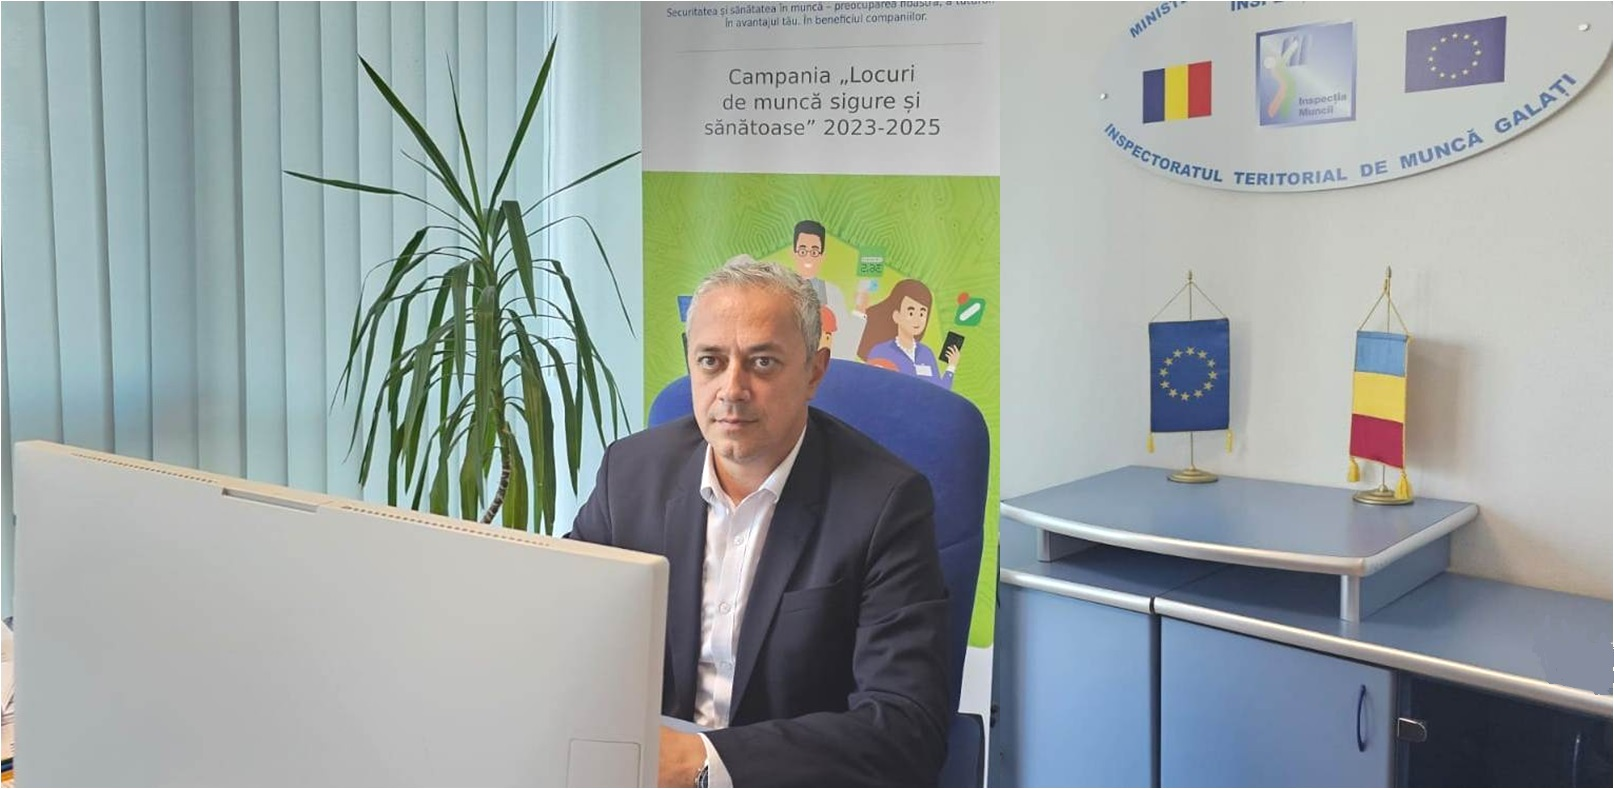 Securitatea și sănătatea în muncă – preocuparea noastră, a tuturor.
În avantajul tău. În beneficiul companiilor.
Campania „Locuri
de muncă sigure și
sănătoase” 2023-2025
Inspecția
Muncii
INSPECTORATUL TERITORIAL DE MUNCĂ GALAȚI